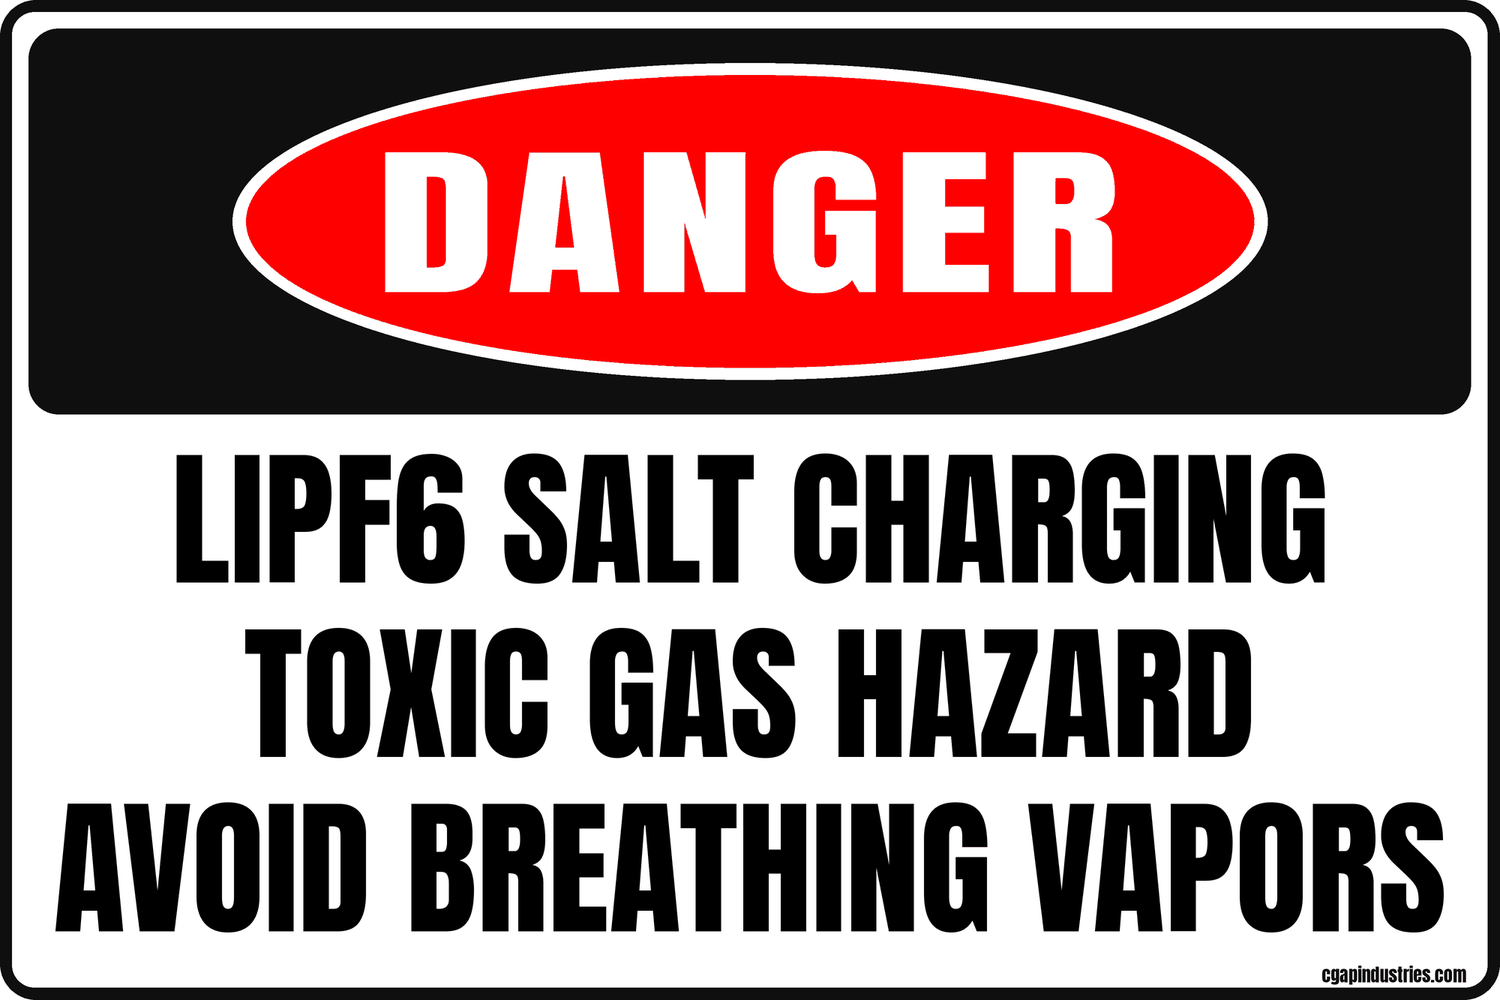 DANGER
LIPF6 SALT CHARGING
TOXIC GAS HAZARD
AVOID BREATHING VAPORS
cgapindustries.com